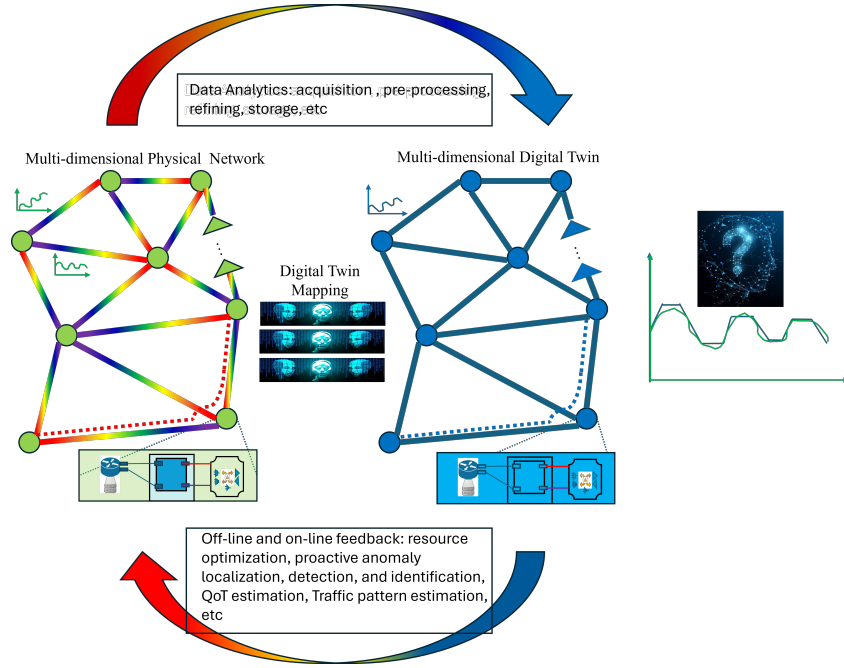 Data Analytics: acquisition , pre-processing,
refining, storage, etc
Multi-dimensional Physical Network
Multi-dimensional Digital Twin
Digital Twin
Mapping
Off-line and on-line feedback: resource
optimization, proactive anomaly
localization, detection, and identification,
QoT estimation, Traffic pattern estimation,
etc